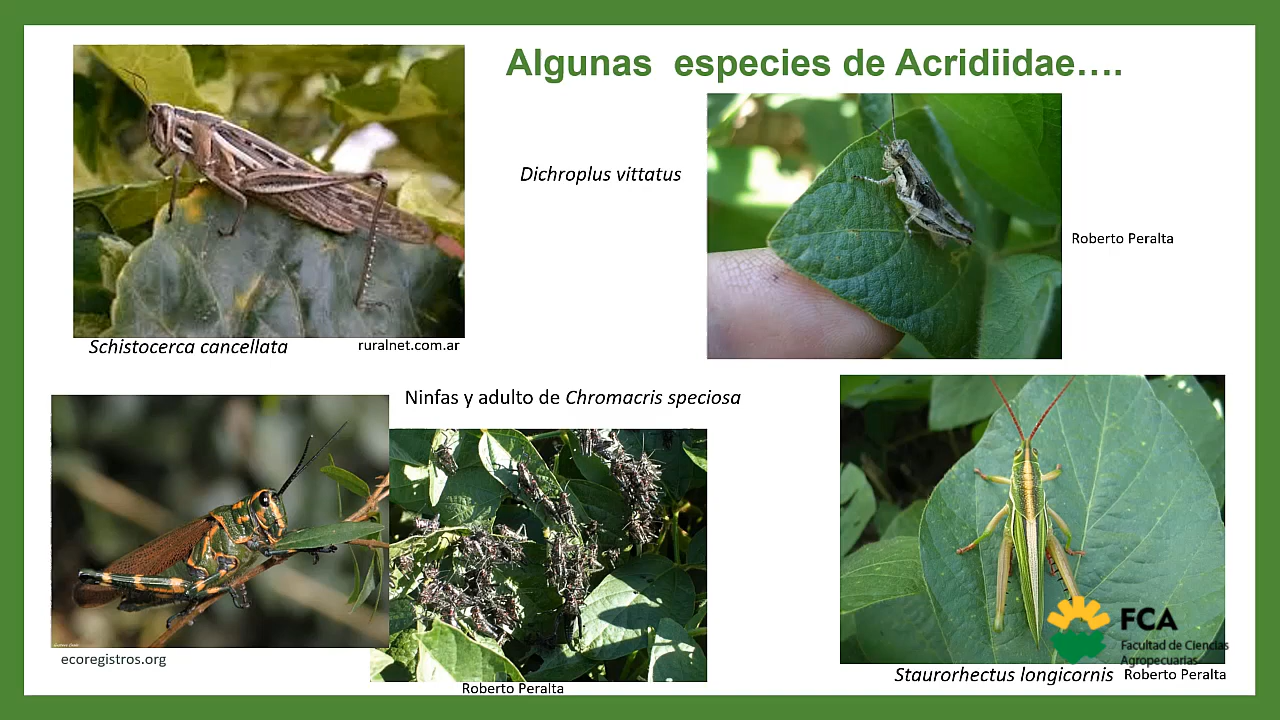 Algunas especies de Acridiidae….
Dichroplus vittatus
Roberto Peralta
Schistocerca cancellata
ruralnet.com.ar
Ninfas y adulto de Chromacris speciosa
ecoregistros.org
Roberto Peralta
FCA
Facultad de Ciencias
Agropecuarias
Staurorhectus longicornis
Roberto Peralta